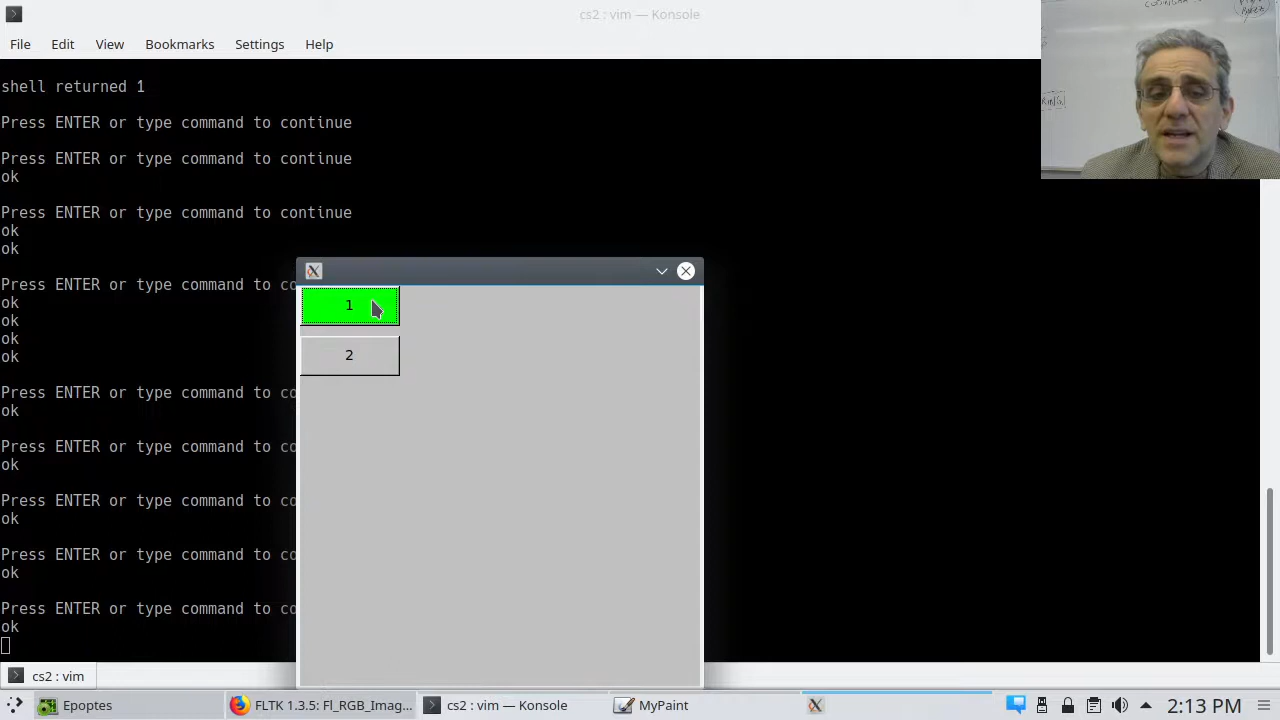 cs2 : vim — Konsole
File Edit View Bookmarks Settings Help
shell returned 1
Press ENTER or type command to continue
Press ENTER or type command to continue
ok
Press ENTER or type command to continue
ok
ok
Press ENTER or type command to co
ok
ok
ok
ok
Press ENTER or type command to co
ok
Press ENTER or type command to co
ok
Press ENTER or type command to co
ok
Press ENTER or type command to co
ok
Press ENTER or type command to co
ok
1
2
cs2 : vim
Epoptes
FLTK 1.3.5: Fl_RGB_Imag...
cs2 : vim — Konsole
MyPaint
2:13 PM